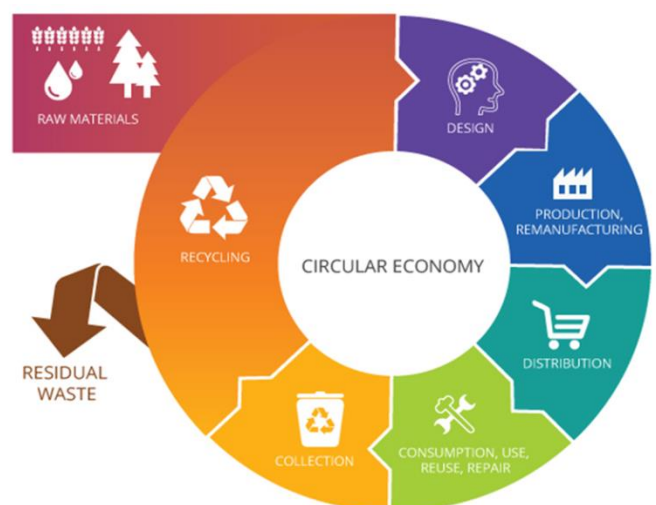 RAW MATERIALS
DESIGN
PRODUCTION,
REMANUFACTURING
RECYCLING
CIRCULAR ECONOMY
DISTRIBUTION
RESIDUAL
WASTE
CONSUMPTION, USE,
REUSE, REPAIR
COLLECTION